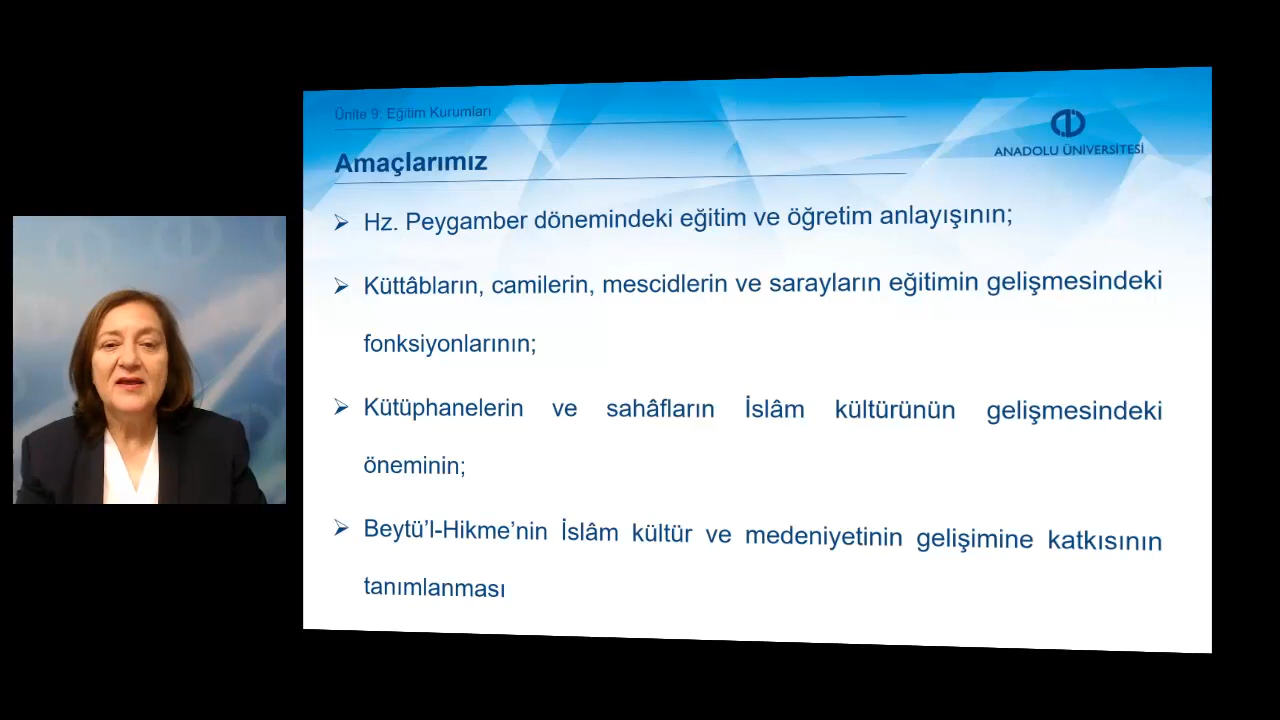 Ünite 9: Eğitim Kurumları
ANADOLU ÜNİVERSİTESİ
Amaçlarımız
Hz. Peygamber dönemindeki eğitim ve öğretim anlayışının;
Küttâbların, camilerin, mescidlerin ve sarayların eğitimin gelişmesindeki
fonksiyonlarının;
Kütüphanelerin ve sahâfların İslâm kültürünün gelişmesindeki
öneminin;
Beytü’l-Hikme’nin İslâm kültür ve medeniyetinin gelişimine katkısının
tanımlanması